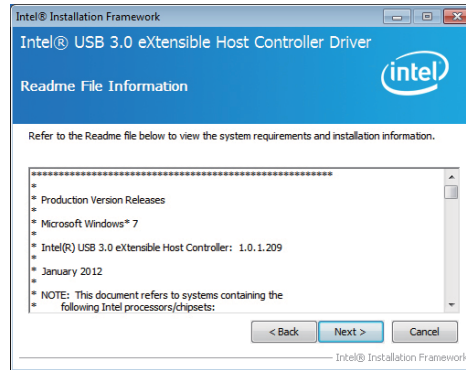 Intel® Installation Framework
Intel® USB 3.0 eXtensible Host Controller Driver
Readme File Information
intel
Refer to the Readme file below to view the system requirements and installation information.
*******************************************************
*
* Production Version Releases
*
* Microsoft Windows* 7
*
* Intel(R) USB 3.0 eXtensible Host Controller: 1.0.1.209
*
* January 2012
*
* NOTE: This document refers to systems containing the
* following Intel processors/chipsets:
< Back
Next >
Cancel
Intel® Installation Framework